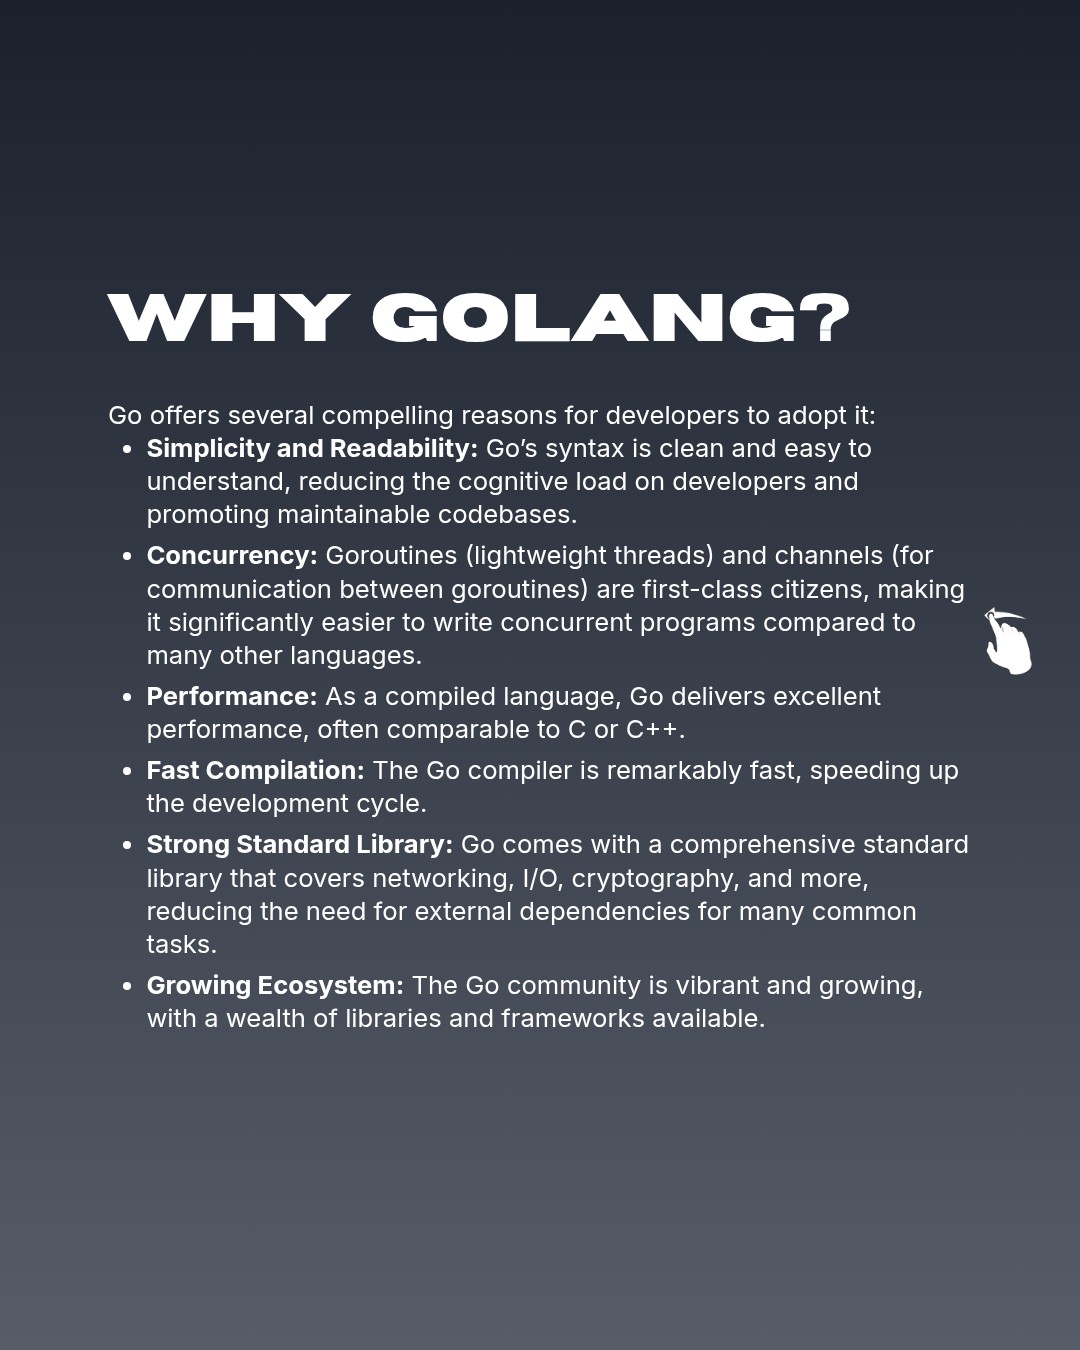 WHY GOLANG?
Go offers several compelling reasons for developers to adopt it:
• Simplicity and Readability: Go’s syntax is clean and easy to
understand, reducing the cognitive load on developers and
promoting maintainable codebases.
• Concurrency: Goroutines (lightweight threads) and channels (for
communication between goroutines) are first-class citizens, making
it significantly easier to write concurrent programs compared to
many other languages.
• Performance: As a compiled language, Go delivers excellent
performance, often comparable to C or C++.
• Fast Compilation: The Go compiler is remarkably fast, speeding up
the development cycle.
• Strong Standard Library: Go comes with a comprehensive standard
library that covers networking, I/O, cryptography, and more,
reducing the need for external dependencies for many common
tasks.
• Growing Ecosystem: The Go community is vibrant and growing,
with a wealth of libraries and frameworks available.